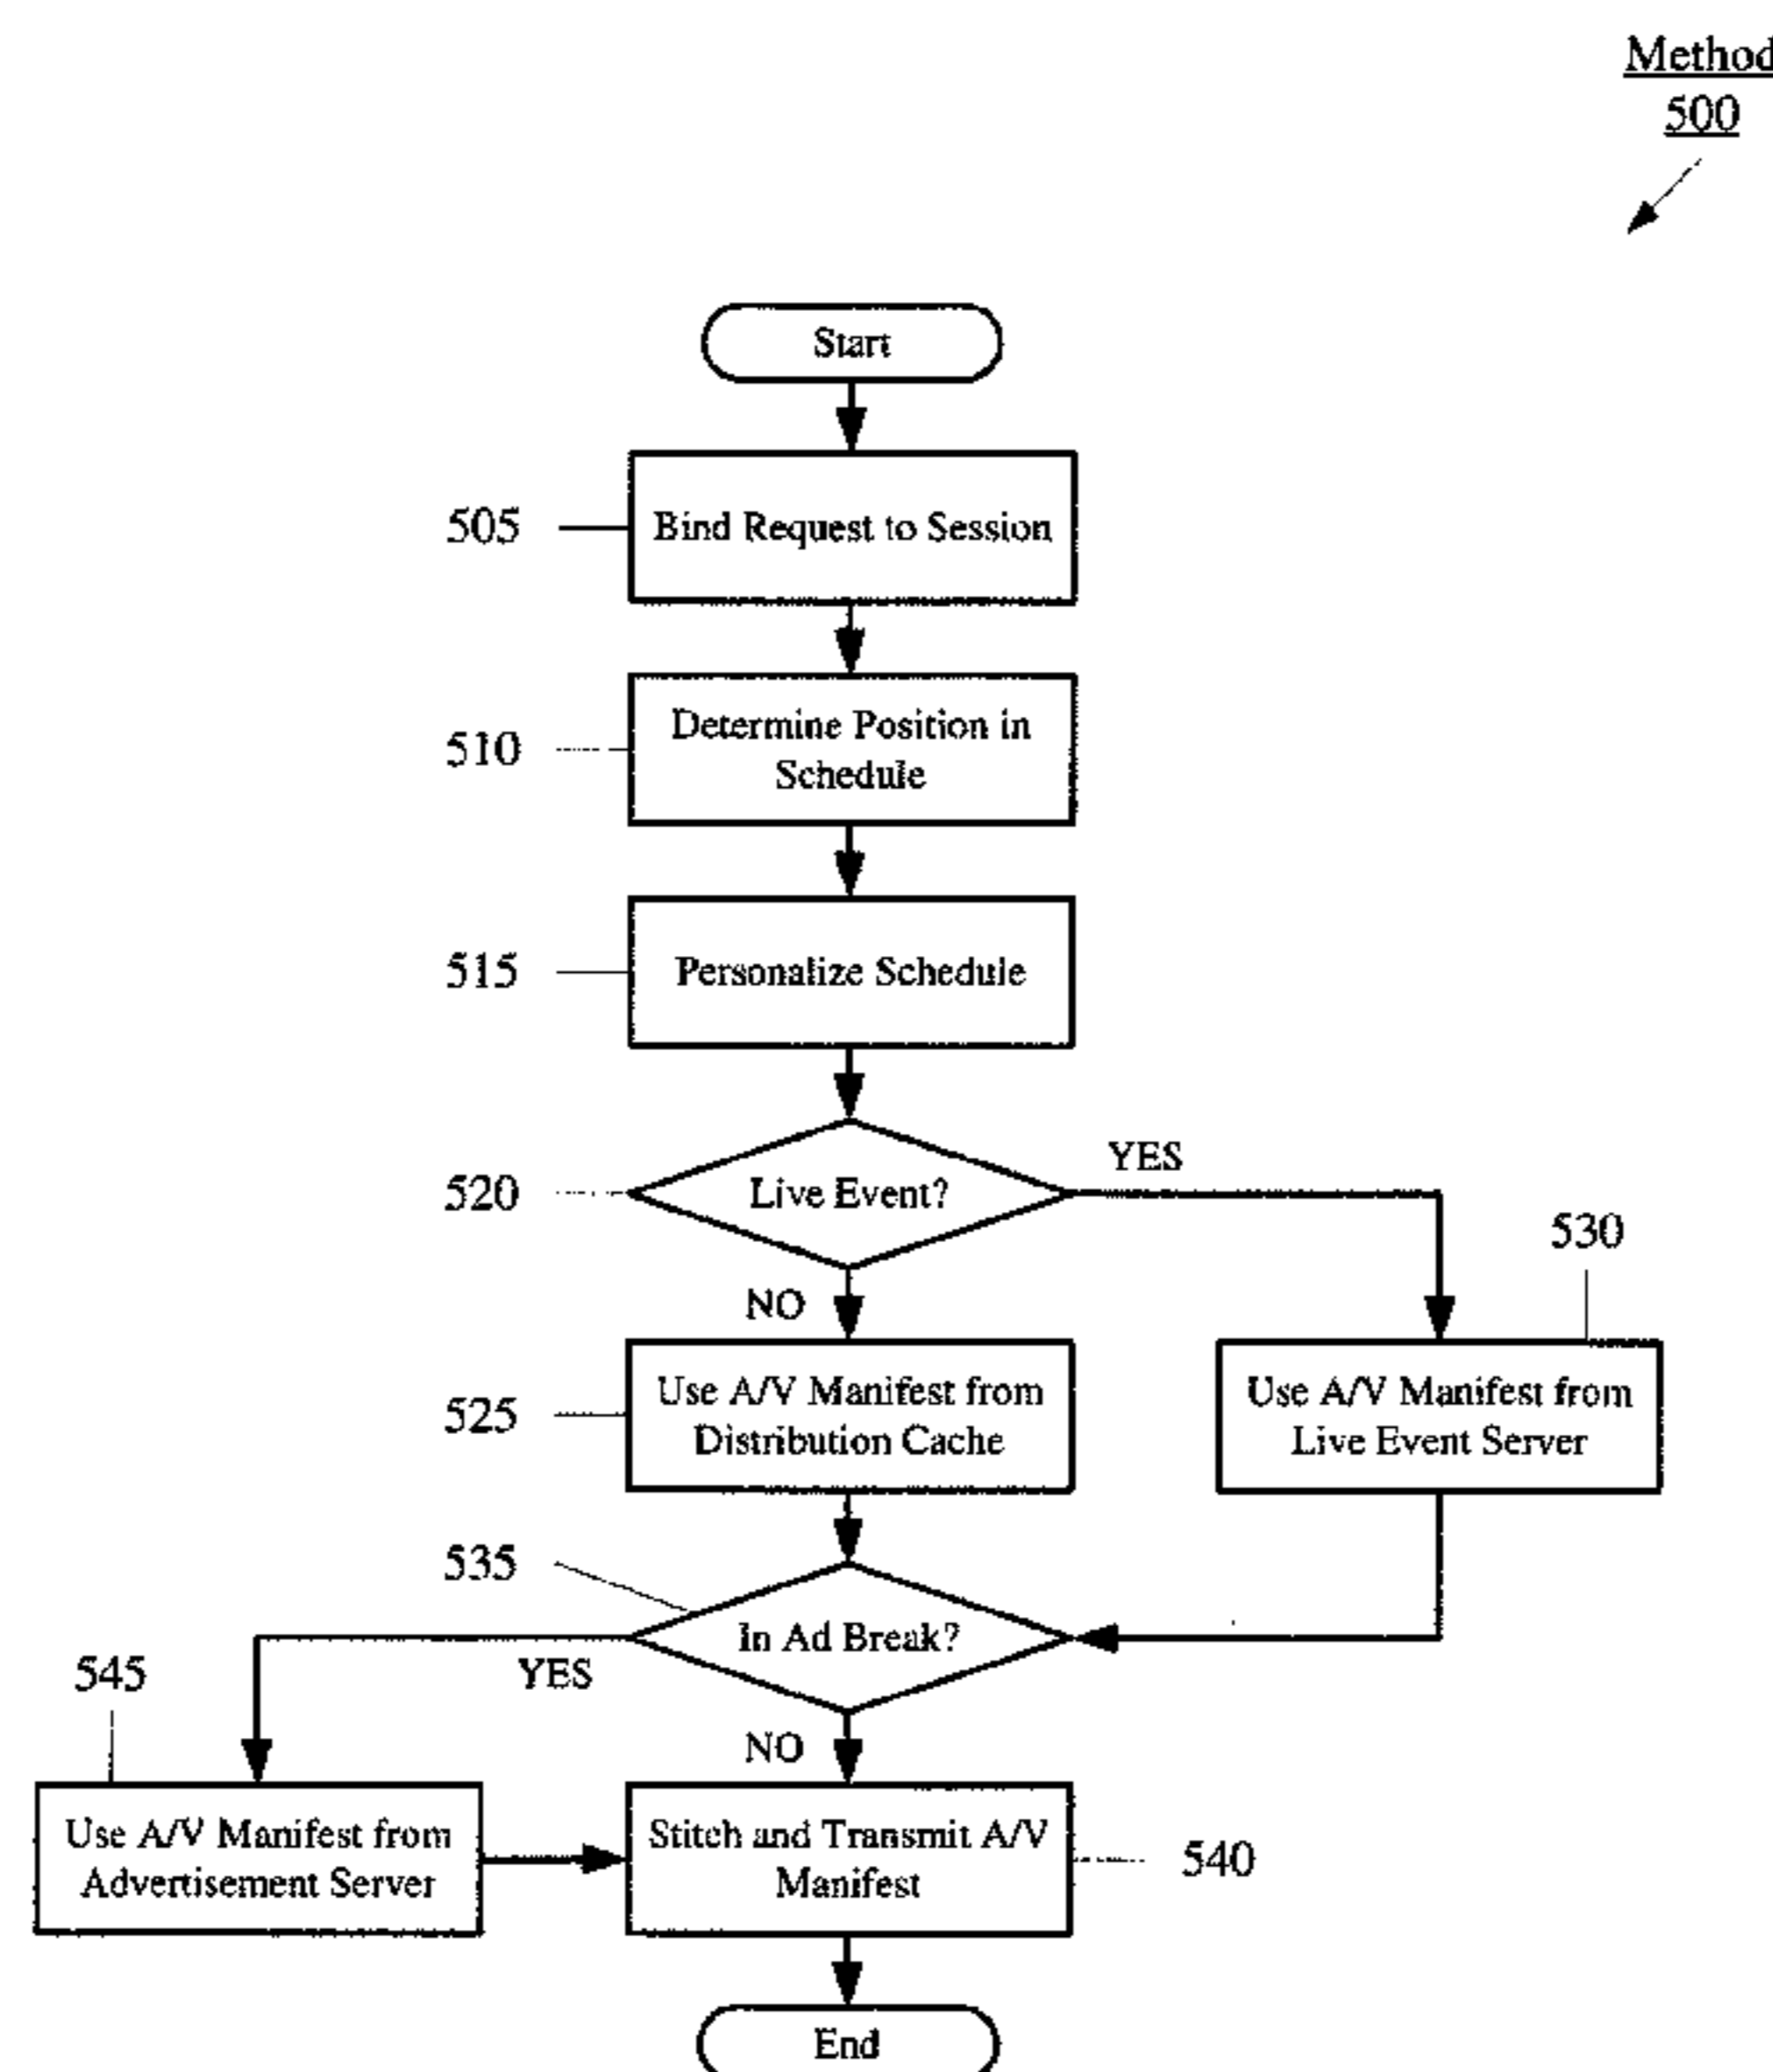 Method
500
Start
505
Bind Request to Session
510
Determine Position in
Schedule
515
Personalize Schedule
520
Live Event?
YES
530
NO
525
Use A/V Manifest from
Distribution Cache
Use A/V Manifest from
Live Event Server
535
In Ad Break?
545
YES
NO
Use A/V Manifest from
Advertisement Server
Stitch and Transmit A/V
Manifest
540
End